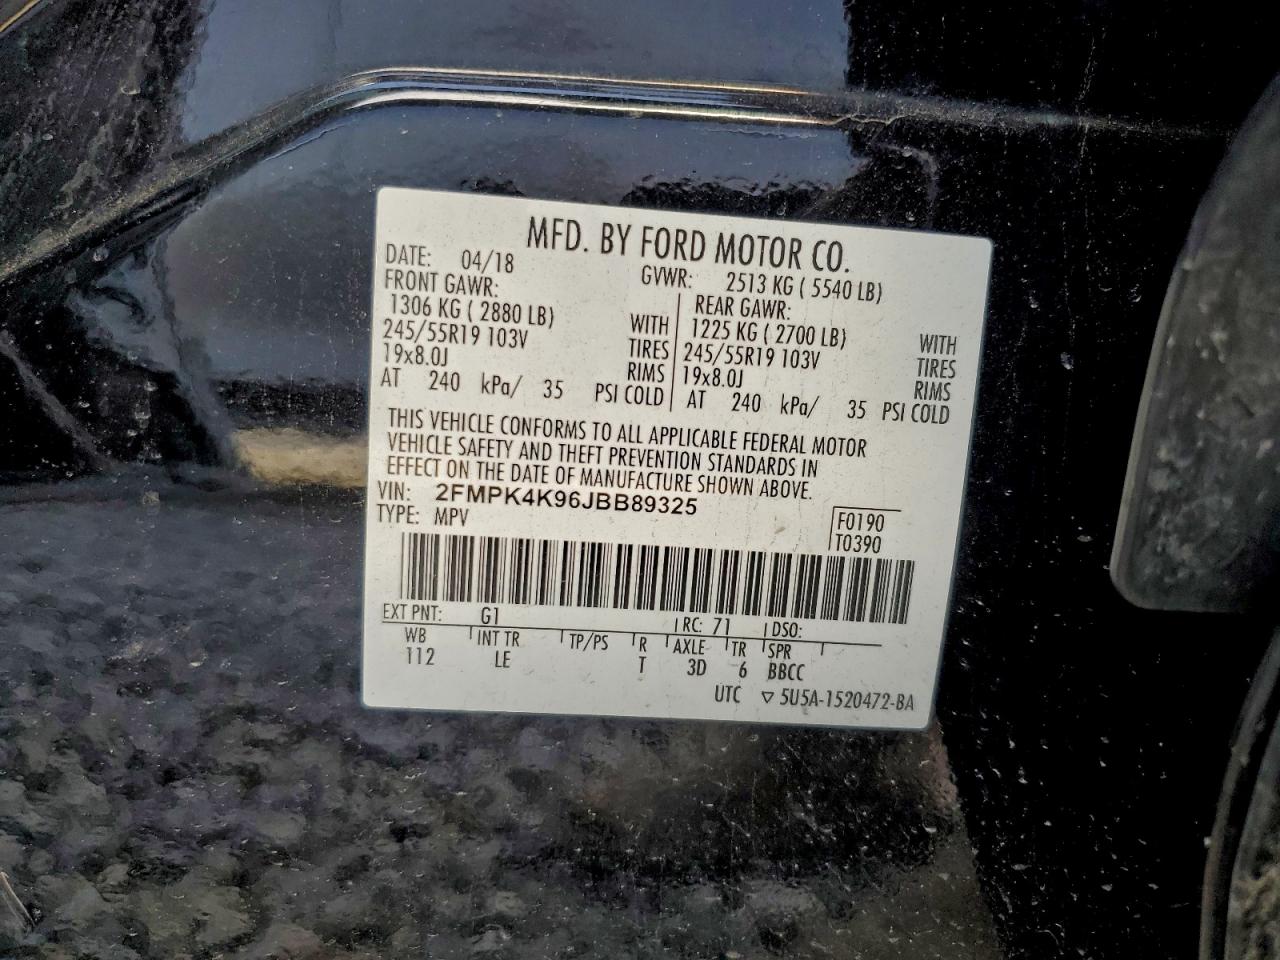 MFD. BY FORD MOTOR CO.
DATE: 04/18 GVWR: 2513 KG ( 5540 LB)
FRONT GAWR: REAR GAWR:
1306 KG ( 2880 LB) WITH 1225 KG ( 2700 LB) WITH
245/55R19 103V TIRES 245/55R19 103V TIRES
19x8.0J RIMS 19x8.0J RIMS
AT 240 kPa/ 35 PSI COLD AT 240 kPa/ 35 PSI COLD
THIS VEHICLE CONFORMS TO ALL APPLICABLE FEDERAL MOTOR
VEHICLE SAFETY AND THEFT PREVENTION STANDARDS IN
EFFECT ON THE DATE OF MANUFACTURE SHOWN ABOVE.
VIN: 2FMPK4K96JBB89325
TYPE: MPV
F0190
T0390
EXT PNT: G1 RC: 71 DSO:
WB INT TR TP/PS R AXLE TR SPR
112 LE T 3D 6 BBCC
UTC ▽ 5U5A-1520472-BA